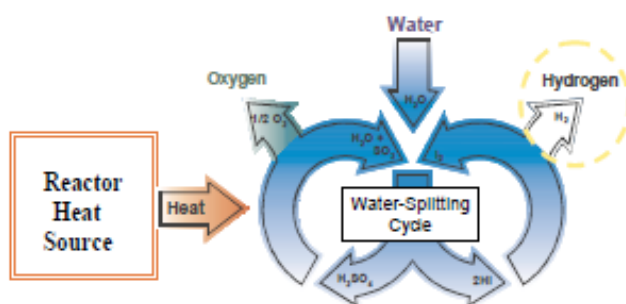 Water
Oxygen
Hydrogen
H₂O
1/2 O₂
H₂
H₂O +
SO₂
I₂
Reactor
Heat
Source
Heat
Water-Splitting
Cycle
H₂SO₄
2HI